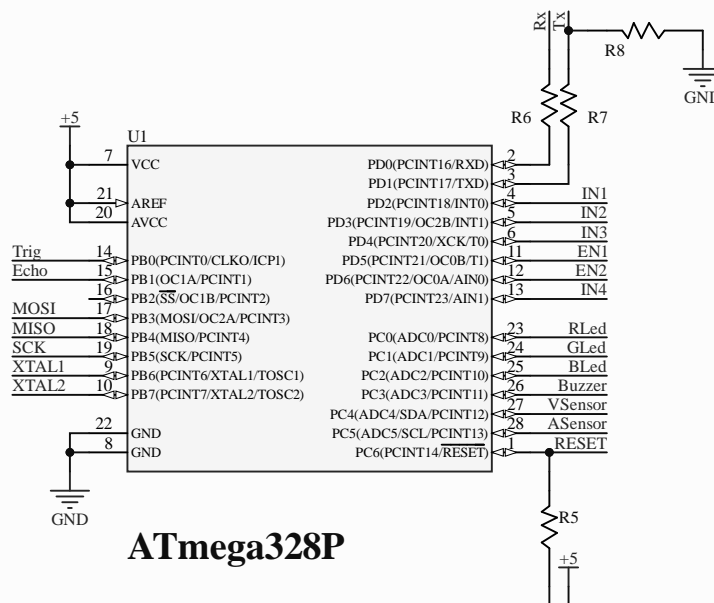 Rx Tx
R8
GND
R6 R7
+5
U1
7 VCC PD0(PCINT16/RXD) 2
PD1(PCINT17/TXD) 3
21 AREF PD2(PCINT18/INT0) 4 IN1
20 AVCC PD3(PCINT19/OC2B/INT1) 5 IN2
PD4(PCINT20/XCK/T0) 6 IN3
Trig 14 PB0(PCINT0/CLKO/ICP1) PD5(PCINT21/OC0B/T1) 11 EN1
Echo 15 PB1(OC1A/PCINT1) PD6(PCINT22/OC0A/AIN0) 12 EN2
16 PB2(SS/OC1B/PCINT2) PD7(PCINT23/AIN1) 13 IN4
MOSI 17 PB3(MOSI/OC2A/PCINT3)
MISO 18 PB4(MISO/PCINT4) PC0(ADC0/PCINT8) 23 RLed
SCK 19 PB5(SCK/PCINT5) PC1(ADC1/PCINT9) 24 GLed
XTAL1 9 PB6(PCINT6/XTAL1/TOSC1) PC2(ADC2/PCINT10) 25 BLed
XTAL2 10 PB7(PCINT7/XTAL2/TOSC2) PC3(ADC3/PCINT11) 26 Buzzer
PC4(ADC4/SDA/PCINT12) 27 VSensor
22 GND PC5(ADC5/SCL/PCINT13) 28 ASensor
8 GND PC6(PCINT14/RESET) 1 RESET
GND
R5
ATmega328P
+5